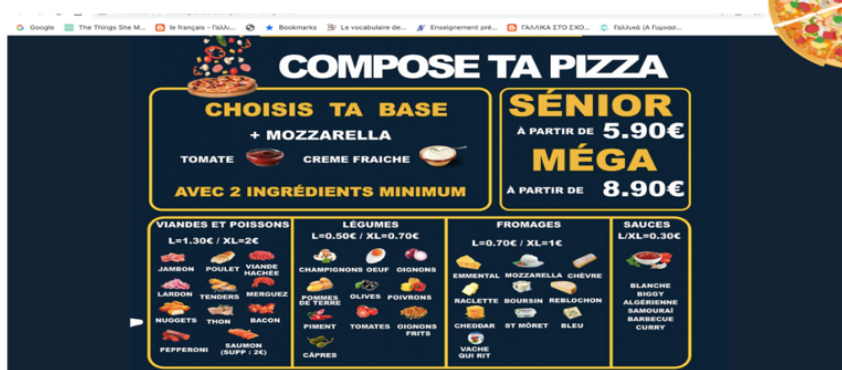 Google
The Things She M...
le français - Γαλλι...
Bookmarks
Le vocabulaire de...
Enseignement pré...
ΓΑΛΛΙΚΑ ΣΤΟ ΣΧΟ...
Γαλλικά (Α Γυμνασ...
COMPOSE TA PIZZA
CHOISIS TA BASE
+ MOZZARELLA
TOMATE
CREME FRAICHE
AVEC 2 INGRÉDIENTS MINIMUM
SÉNIOR
À PARTIR DE 5.90€
MÉGA
À PARTIR DE 8.90€
VIANDES ET POISSONS
L=1.30€ / XL=2€
JAMBON POULET VIANDE
HACHÉE
LARDON TENDERS MERGUEZ
NUGGETS THON BACON
PEPPERONI SAUMON
(SUPP : 2€)
LÉGUMES
L=0.50€ / XL=0.70€
CHAMPIGNONS OEUF OIGNONS
POMMES
DE TERRE OLIVES POIVRONS
PIMENT TOMATES OIGNONS
FRITS
CÂPRES
FROMAGES
L=0.70€ / XL=1€
EMMENTAL MOZZARELLA CHÈVRE
RACLETTE BOURSIN REBLOCHON
CHEDDAR ST MÔRET BLEU
VACHE
QUI RIT
SAUCES
L/XL=0.30€
BLANCHE
BIGGY
ALGÉRIENNE
SAMOURAÏ
BARBECUE
CURRY